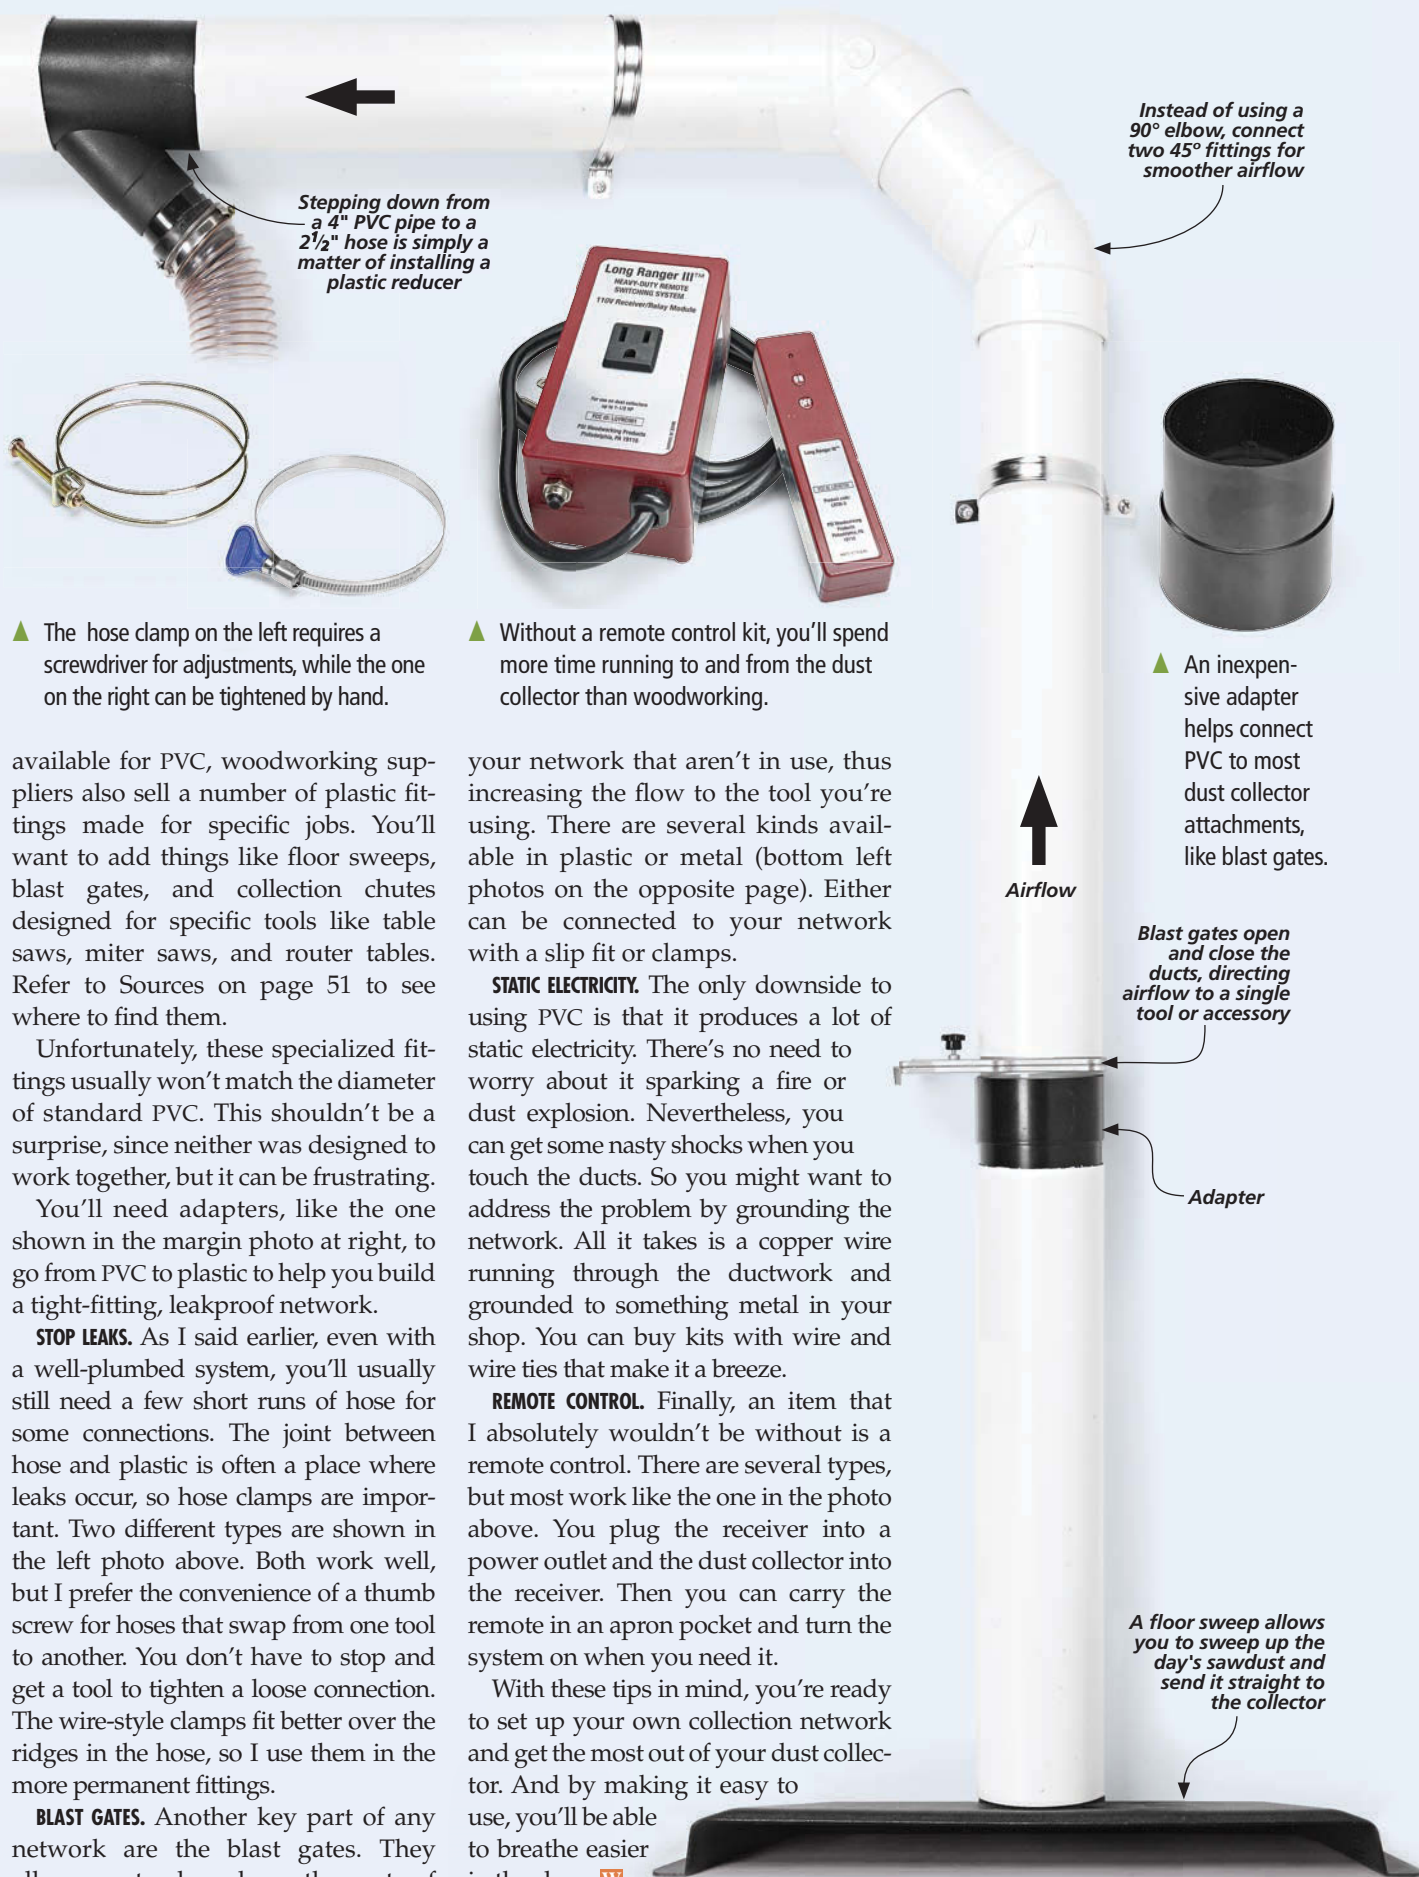 Instead of using a
90° elbow, connect
two 45° fittings for
smoother airflow
Stepping down from
a 4" PVC pipe to a
2½" hose is simply a
matter of installing a
plastic reducer
Long Ranger III™
HEAVY-DUTY REMOTE
SWITCHING SYSTEM
110V Receiver/Relay Module
For use on dust collectors
up to 1-1/2 HP
PSI Woodworking Products
Philadelphia, PA 19115
ON
OFF
Long Ranger III™
Product code:
PSI Woodworking
Products
Philadelphia, PA
The hose clamp on the left requires a
screwdriver for adjustments, while the one
on the right can be tightened by hand.
Without a remote control kit, you'll spend
more time running to and from the dust
collector than woodworking.
An inexpen-
sive adapter
helps connect
PVC to most
dust collector
attachments,
like blast gates.
available for PVC, woodworking sup-
pliers also sell a number of plastic fit-
tings made for specific jobs. You'll
want to add things like floor sweeps,
blast gates, and collection chutes
designed for specific tools like table
saws, miter saws, and router tables.
Refer to Sources on page 51 to see
where to find them.
Unfortunately, these specialized fit-
tings usually won't match the diameter
of standard PVC. This shouldn't be a
surprise, since neither was designed to
work together, but it can be frustrating.
You'll need adapters, like the one
shown in the margin photo at right, to
go from PVC to plastic to help you build
a tight-fitting, leakproof network.
STOP LEAKS. As I said earlier, even with
a well-plumbed system, you'll usually
still need a few short runs of hose for
some connections. The joint between
hose and plastic is often a place where
leaks occur, so hose clamps are impor-
tant. Two different types are shown in
the left photo above. Both work well,
but I prefer the convenience of a thumb
screw for hoses that swap from one tool
to another. You don't have to stop and
get a tool to tighten a loose connection.
The wire-style clamps fit better over the
ridges in the hose, so I use them in the
more permanent fittings.
BLAST GATES. Another key part of any
network are the blast gates. They
your network that aren't in use, thus
increasing the flow to the tool you're
using. There are several kinds avail-
able in plastic or metal (bottom left
photos on the opposite page). Either
can be connected to your network
with a slip fit or clamps.
STATIC ELECTRICITY. The only downside to
using PVC is that it produces a lot of
static electricity. There's no need to
worry about it sparking a fire or
dust explosion. Nevertheless, you
can get some nasty shocks when you
touch the ducts. So you might want to
address the problem by grounding the
network. All it takes is a copper wire
running through the ductwork and
grounded to something metal in your
shop. You can buy kits with wire and
wire ties that make it a breeze.
REMOTE CONTROL. Finally, an item that
I absolutely wouldn't be without is a
remote control. There are several types,
but most work like the one in the photo
above. You plug the receiver into a
power outlet and the dust collector into
the receiver. Then you can carry the
remote in an apron pocket and turn the
system on when you need it.
With these tips in mind, you're ready
to set up your own collection network
and get the most out of your dust collec-
tor. And by making it easy to
use, you'll be able
to breathe easier
Airflow
Blast gates open
and close the
ducts, directing
airflow to a single
tool or accessory
Adapter
A floor sweep allows
you to sweep up the
day's sawdust and
send it straight to
the collector